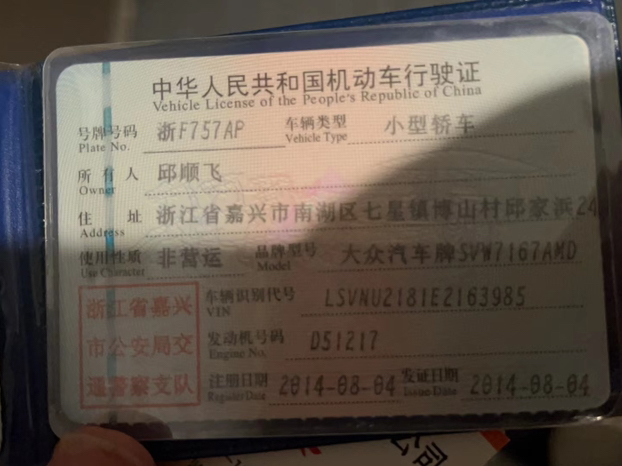 中华人民共和国机动车行驶证
Vehicle License of the People's Republic of China
号牌号码 浙F757AP 车辆类型 小型轿车
Plate No. Vehicle Type
所有人 邱顺飞
Owner
住址 浙江省嘉兴市南湖区七星镇博山村邱家浜24
Address
使用性质 非营运 品牌型号 大众汽车牌SVW7167AMD
Use Character Model
浙江省嘉兴 车辆识别代号 LSVNU2181E2163985
VIN
市公安局交 发动机号码 D51217
Engine No.
通警察支队 注册日期 2014-08-04 发证日期 2014-08-04
Register Date Issue Date
公司